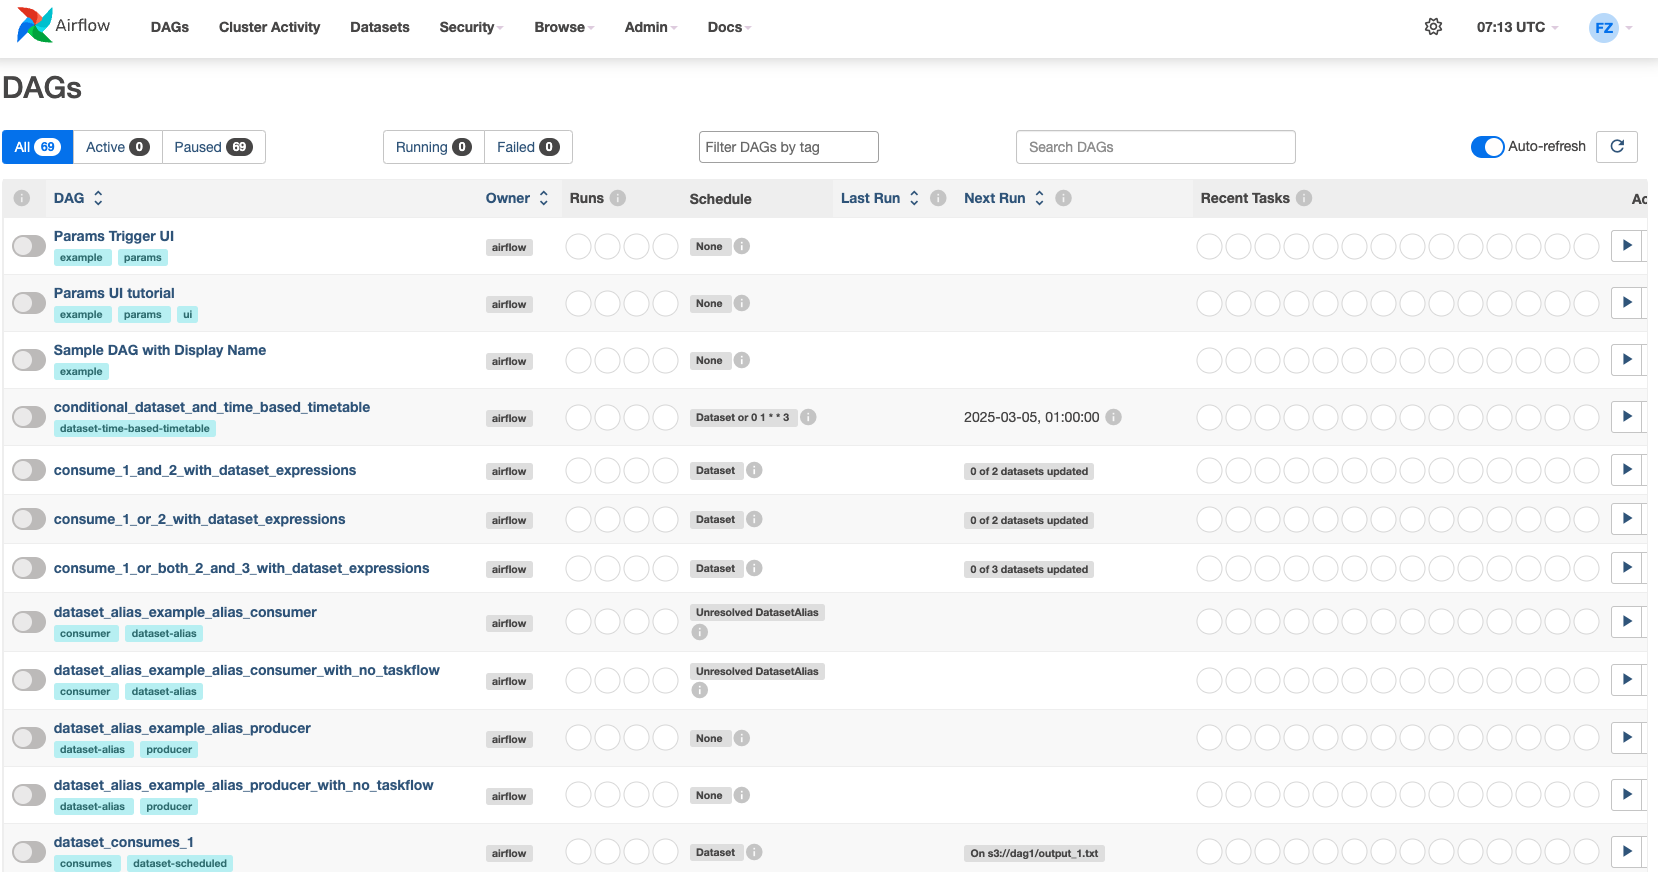 Airflow DAGs Cluster Activity Datasets Security Browse Admin Docs 07:13 UTC FZ
DAGs
All 69 Active 0 Paused 69 Running 0 Failed 0 Filter DAGs by tag Search DAGs Auto-refresh
DAG Owner Runs Schedule Last Run Next Run Recent Tasks Ac
Params Trigger UI airflow None
example params
Params UI tutorial airflow None
example params ui
Sample DAG with Display Name airflow None
example
conditional_dataset_and_time_based_timetable airflow Dataset or 0 1 * * 3 2025-03-05, 01:00:00
dataset-time-based-timetable
consume_1_and_2_with_dataset_expressions airflow Dataset 0 of 2 datasets updated
consume_1_or_2_with_dataset_expressions airflow Dataset 0 of 2 datasets updated
consume_1_or_both_2_and_3_with_dataset_expressions airflow Dataset 0 of 3 datasets updated
dataset_alias_example_alias_consumer airflow Unresolved DatasetAlias
consumer dataset-alias
dataset_alias_example_alias_consumer_with_no_taskflow airflow Unresolved DatasetAlias
consumer dataset-alias
dataset_alias_example_alias_producer airflow None
dataset-alias producer
dataset_alias_example_alias_producer_with_no_taskflow airflow None
dataset-alias producer
dataset_consumes_1 airflow Dataset On s3://dag1/output_1.txt
consumes dataset-scheduled